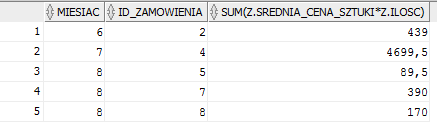 MIESIAC ID_ZAMOWIENIA SUM(Z.SREDNIA_CENA_SZTUKI*Z.ILOSC)
1 6 2 439
2 7 4 4699,5
3 8 5 89,5
4 8 7 390
5 8 8 170